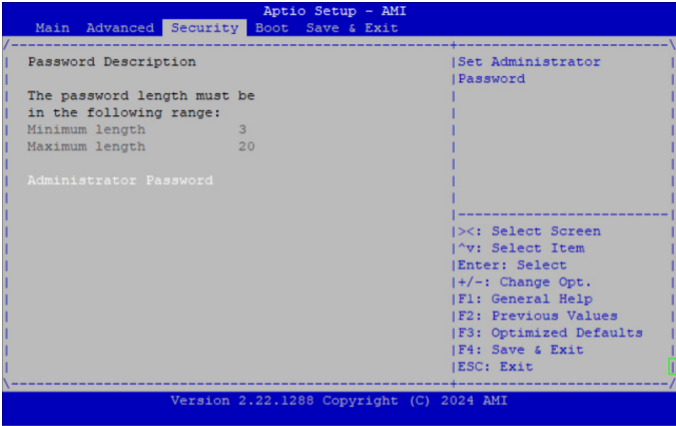 Aptio Setup - AMI
Main Advanced Security Boot Save & Exit
Password Description
The password length must be
in the following range:
Minimum length 3
Maximum length 20
Administrator Password
Set Administrator
Password
><: Select Screen
^v: Select Item
Enter: Select
+/-: Change Opt.
F1: General Help
F2: Previous Values
F3: Optimized Defaults
F4: Save & Exit
ESC: Exit
Version 2.22.1288 Copyright (C) 2024 AMI